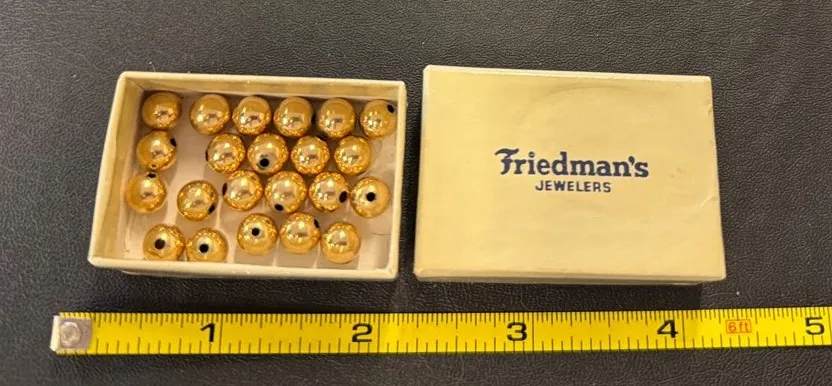 Friedman's
JEWELERS
1 2 3 4 6ft 5